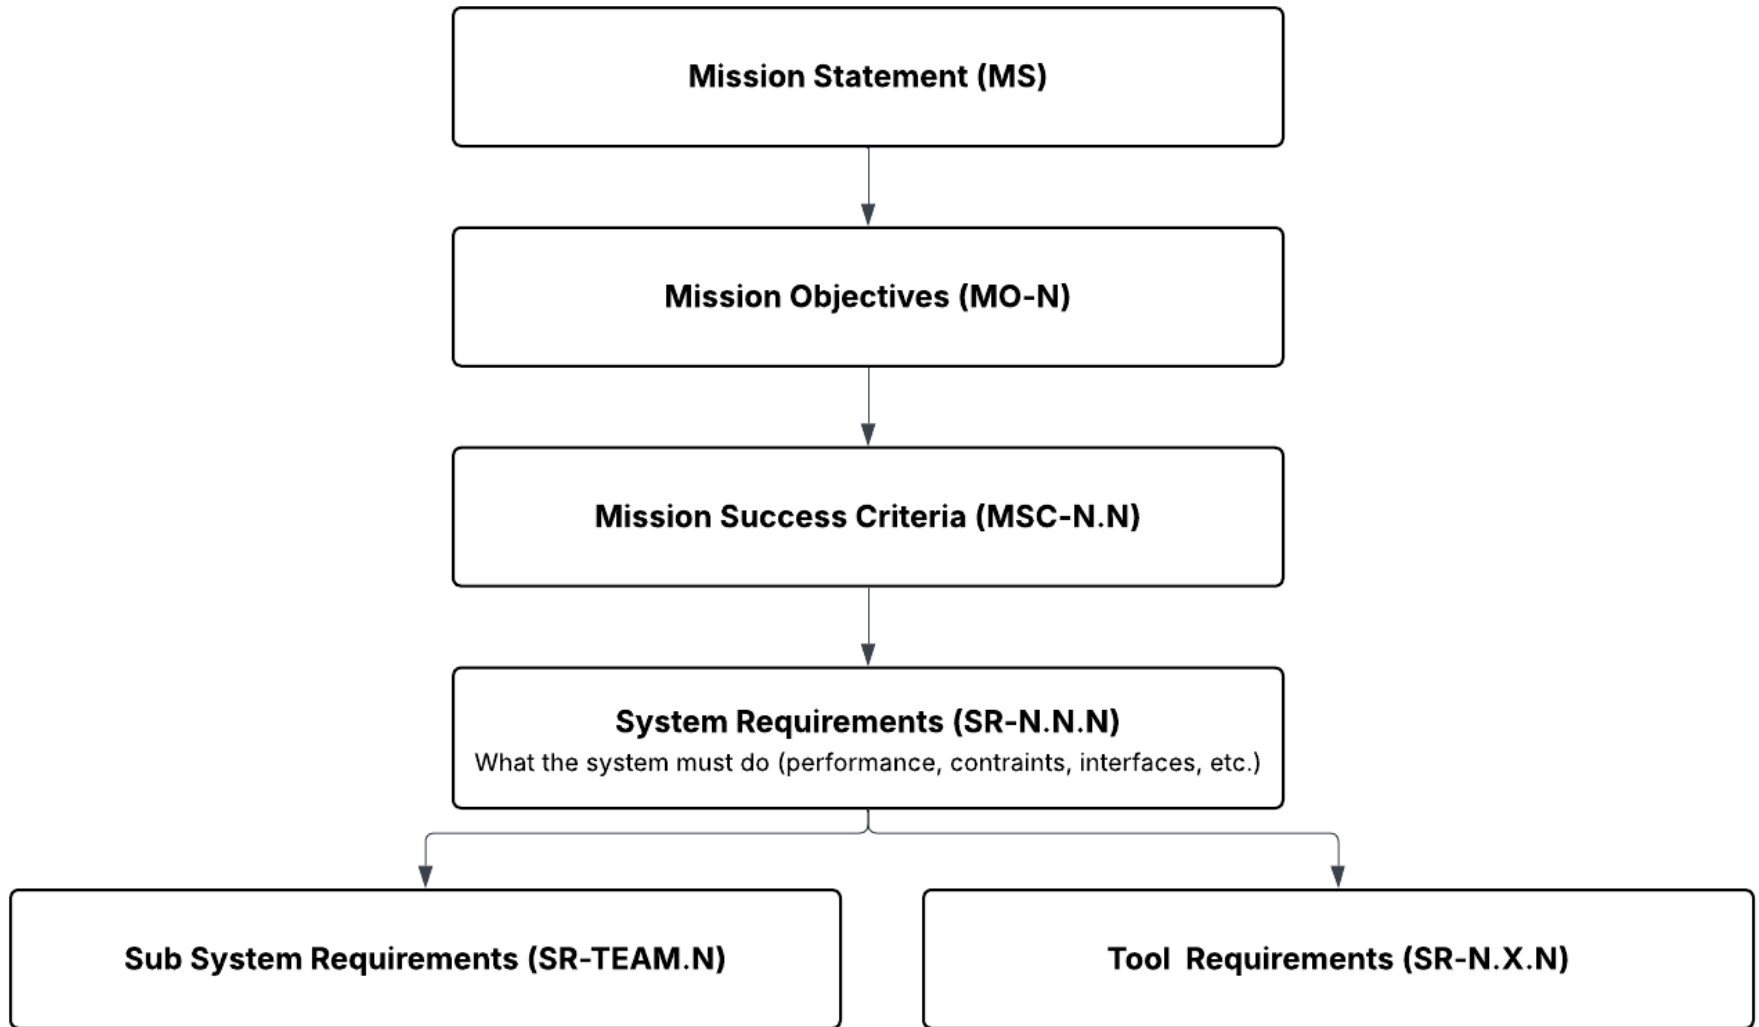 Mission Statement (MS)
Mission Objectives (MO-N)
Mission Success Criteria (MSC-N.N)
System Requirements (SR-N.N.N)
What the system must do (performance, contraints, interfaces, etc.)
Sub System Requirements (SR-TEAM.N)
Tool  Requirements (SR-N.X.N)